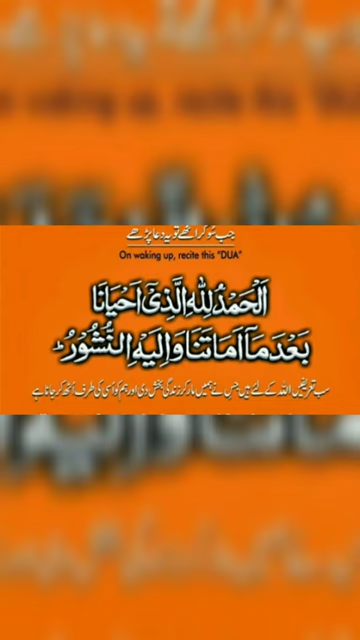 جب سو کر اٹھے تو یہ دعا پڑھے
On waking up, recite this "DUA"
اَلْحَمْدُ لِلّٰهِ الَّذِیْٓ اَحْیَانَا
بَعْدَ مَآ اَمَاتَنَا وَاِلَیْهِ النُّشُوْرُ ؕ
سب تعریفیں اللہ کے لئے ہیں جس نے ہمیں مار کر زندگی بخشی دی اور ہم کو اسی کی طرف اٹھ کر جانا ہے